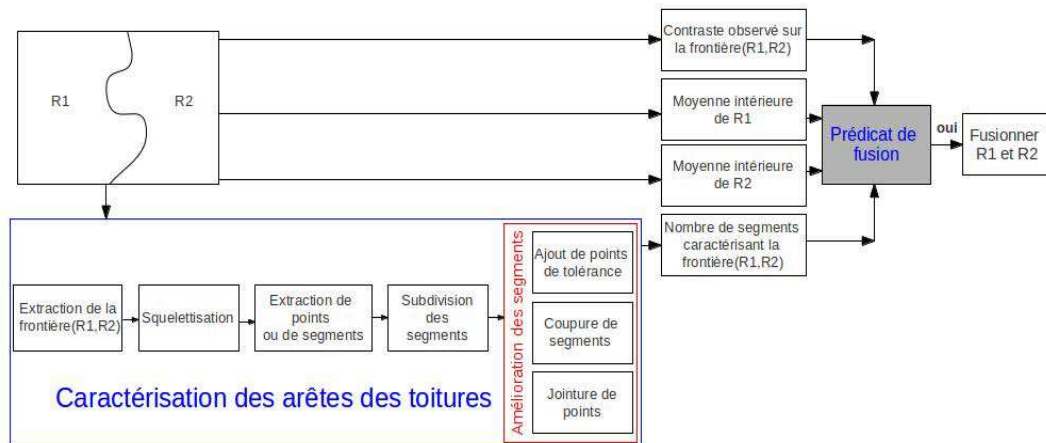 R1
R2
Contraste observé sur
la frontière(R1,R2)
Moyenne intérieure
de R1
Moyenne intérieure
de R2
Nombre de segments
caractérisant la
frontière(R1,R2)
Prédicat de
fusion
oui
Fusionner
R1 et R2
Extraction de la
frontière(R1,R2)
Squelettisation
Extraction de
points
ou de segments
Subdivision
des
segments
Amélioration des segments
Ajout de points
de tolérance
Coupure de
segments
Jointure de
points
Caractérisation des arêtes des toitures